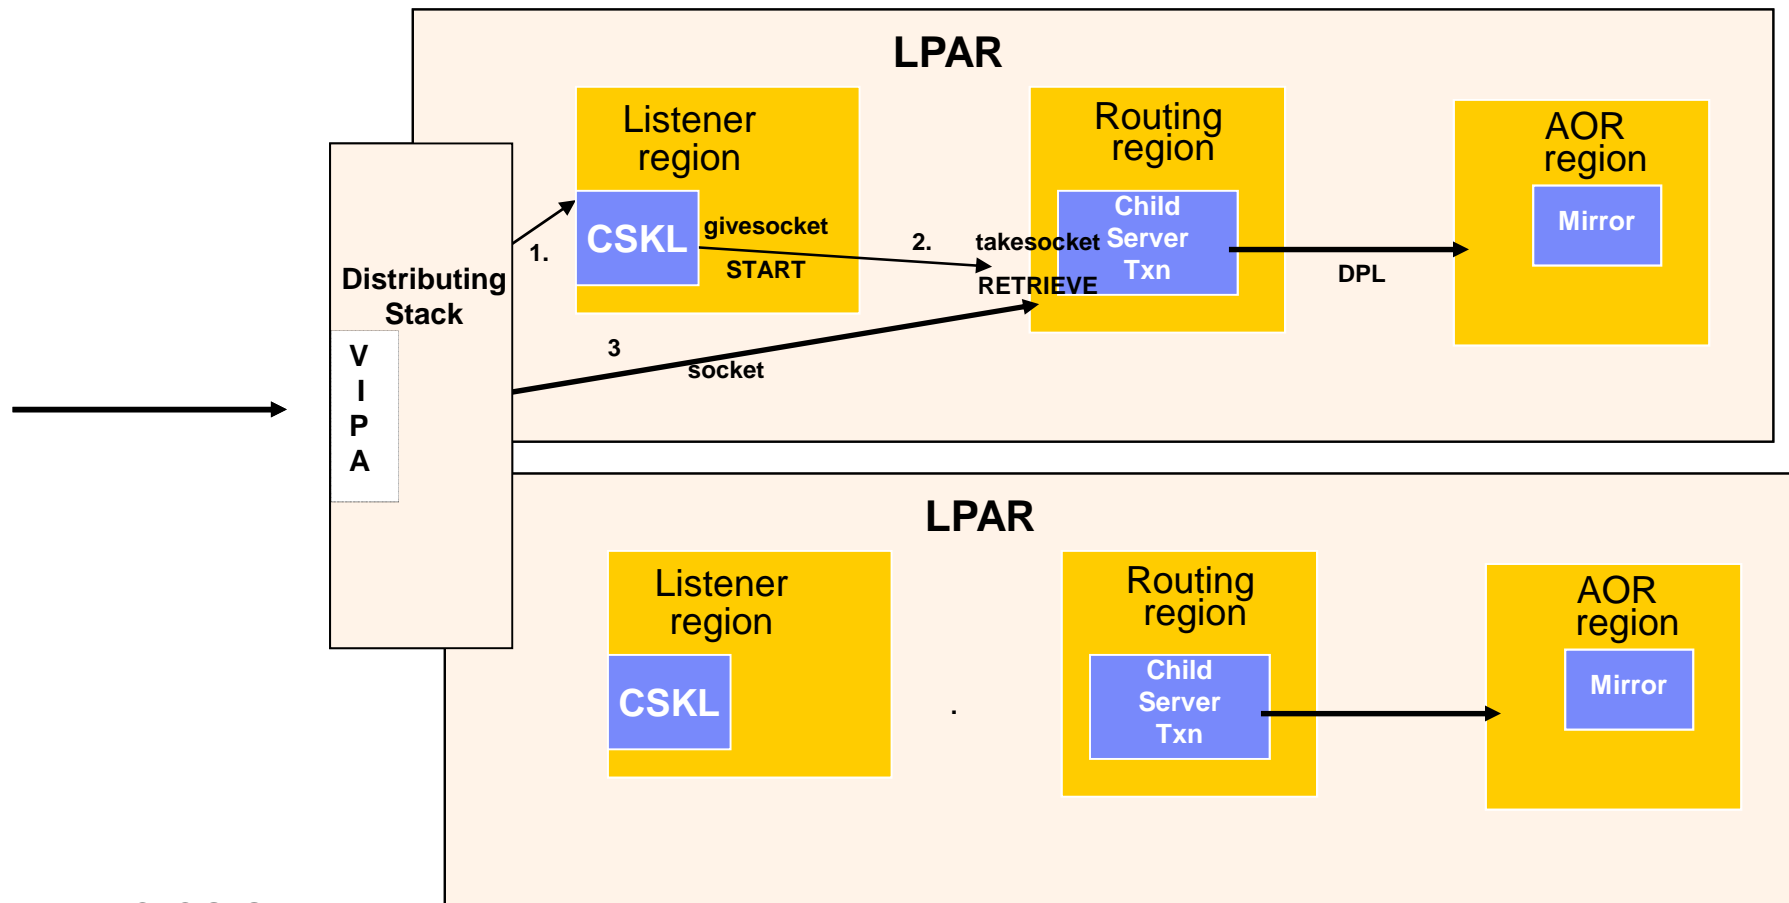 LPAR
Listener
region
Routing
region
AOR
region
CSKL
givesocket
START
1.
2.
takesocket
RETRIEVE
Child
Server
Txn
DPL
Mirror
Distributing
Stack
3
socket
V
I
P
A
LPAR
Listener
region
Routing
region
AOR
region
CSKL
.
Child
Server
Txn
Mirror